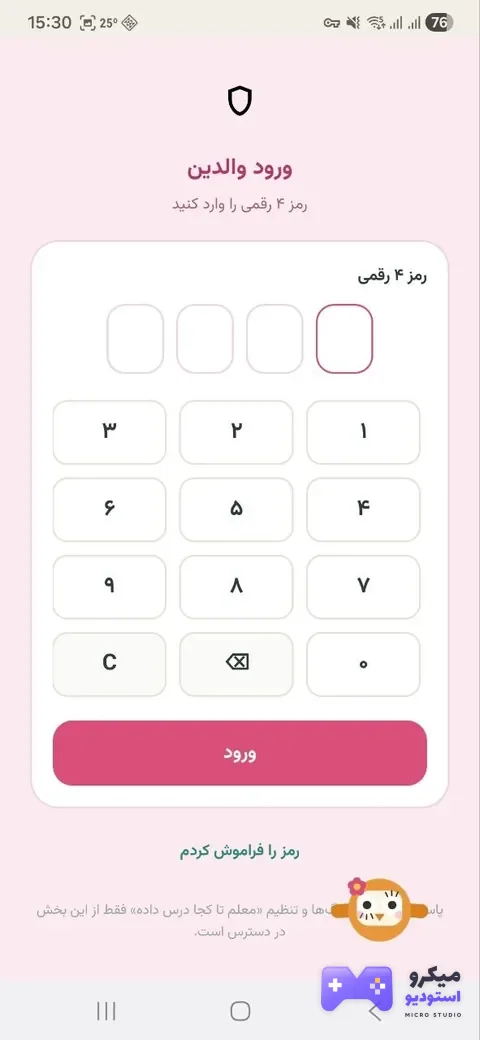 15:30 25° 76
ورود والدین
رمز ۴ رقمی را وارد کنید
رمز ۴ رقمی
۱ ۲ ۳
۴ ۵ ۶
۷ ۸ ۹
۰ C
ورود
رمز را فراموش کردم
ها و تنظیم «معلم تا کجا درس داده» فقط از این بخش
در دسترس است.
میکرو
استودیو
MICRO STUDIO